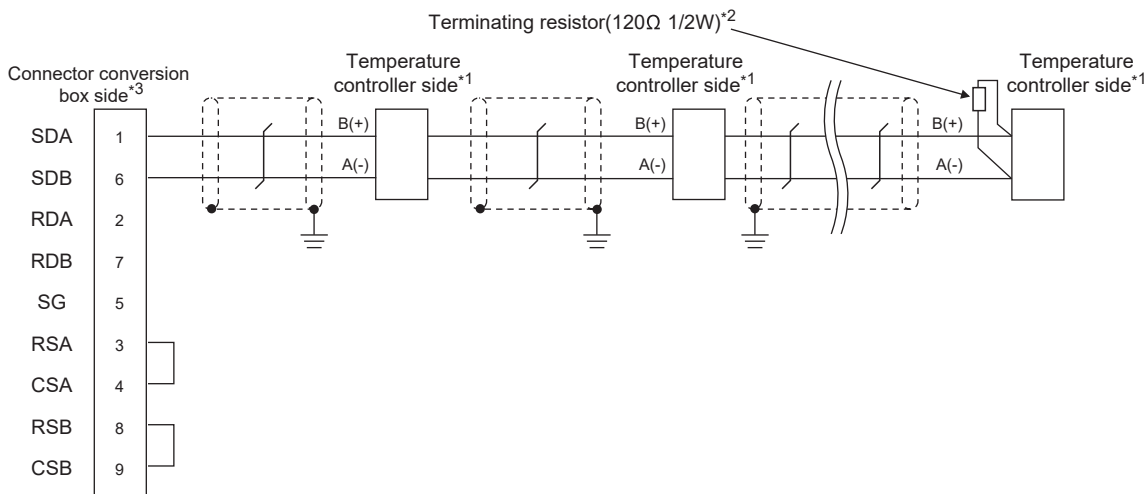 Terminating resistor(120Ω 1/2W)*2
Connector conversion
box side*3
Temperature
controller side*1
Temperature
controller side*1
Temperature
controller side*1
SDA 1 B(+) B(+) B(+)
SDB 6 A(-) A(-) A(-)
RDA 2
RDB 7
SG 5
RSA 3
CSA 4
RSB 8
CSB 9